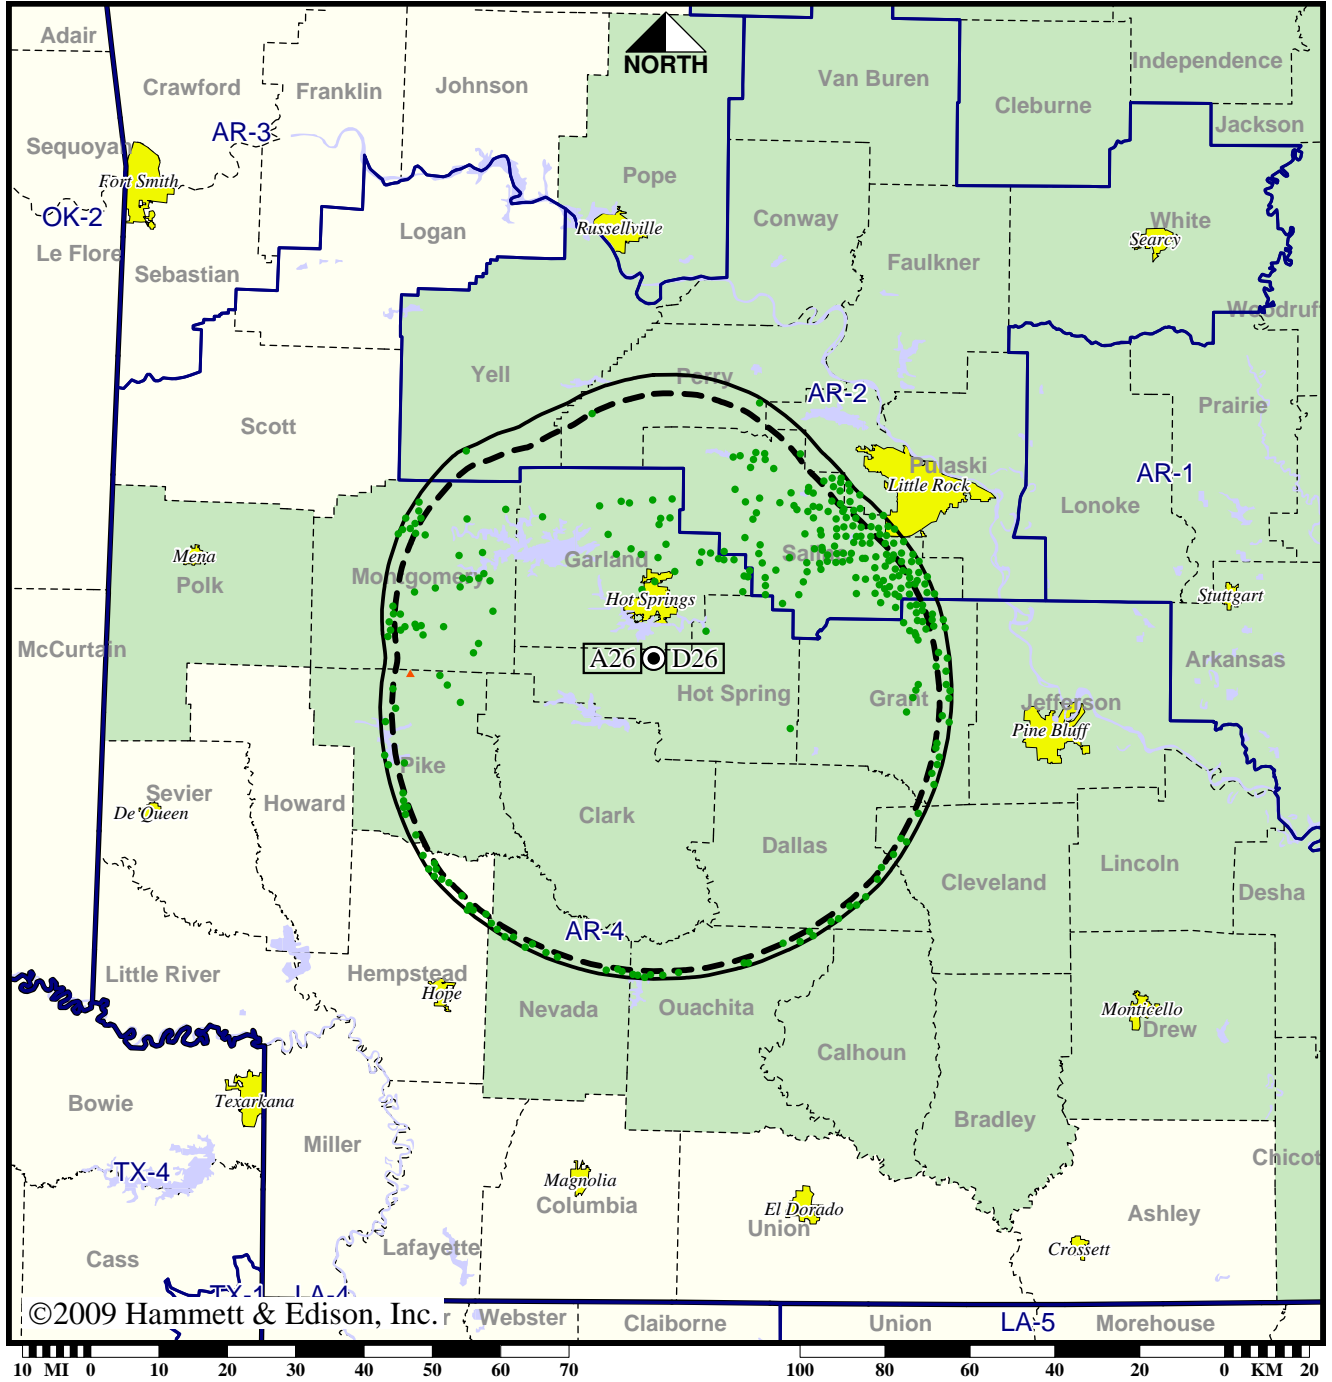 Adair
Crawford
Franklin
Johnson
NORTH
Van Buren
Independence
Cleburne
Jackson
AR-3
Sequoyah
Fort Smith
Pope
OK-2
Le Flore
Logan
Russellville
Conway
White
Searcy
Sebastian
Faulkner
Woodruf
Yell
Perry
AR-2
Prairie
Scott
Pulaski
Little Rock
AR-1
Lonoke
Mena
Polk
Montgomery
Garland
Saline
Hot Springs
Stuttgart
McCurtain
A26
D26
Arkansas
Hot Spring
Grant
Jefferson
Pine Bluff
Pike
Sevier
De'Queen
Howard
Clark
Dallas
Lincoln
Cleveland
Desha
AR-4
Little River
Hempstead
Hope
Nevada
Ouachita
Monticello
Drew
Calhoun
Bowie
Texarkana
Miller
Bradley
TX-4
Chicot
Magnolia
Columbia
El Dorado
Union
Ashley
Crossett
Cass
Lafayette
TX-1
LA-4
©2009 Hammett & Edison, Inc.
r
Webster
Claiborne
Union
LA-5
Morehouse
10 MI 0 10 20 30 40 50 60 70
100 80 60 40 20 0 KM 20